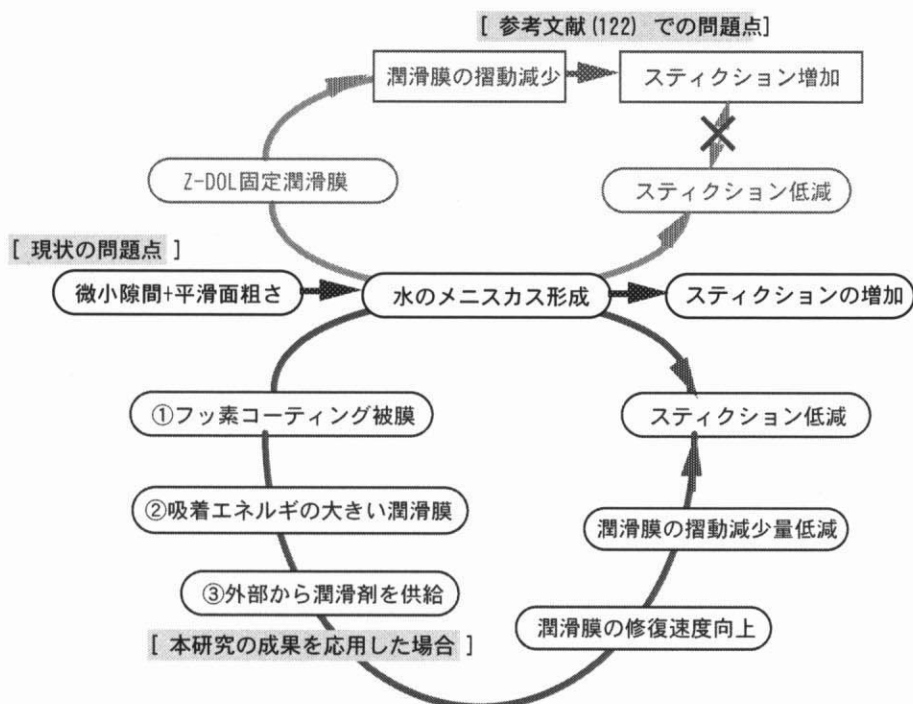 [ 参考文献(122) での問題点]
潤滑膜の摺動減少
スティクション増加
Z-DOL固定潤滑膜
スティクション低減
[ 現状の問題点 ]
微小隙間+平滑面粗さ
水のメニスカス形成
スティクションの増加
①フッ素コーティング被膜
スティクション低減
②吸着エネルギの大きい潤滑膜
潤滑膜の摺動減少量低減
③外部から潤滑剤を供給
潤滑膜の修復速度向上
[ 本研究の成果を応用した場合 ]